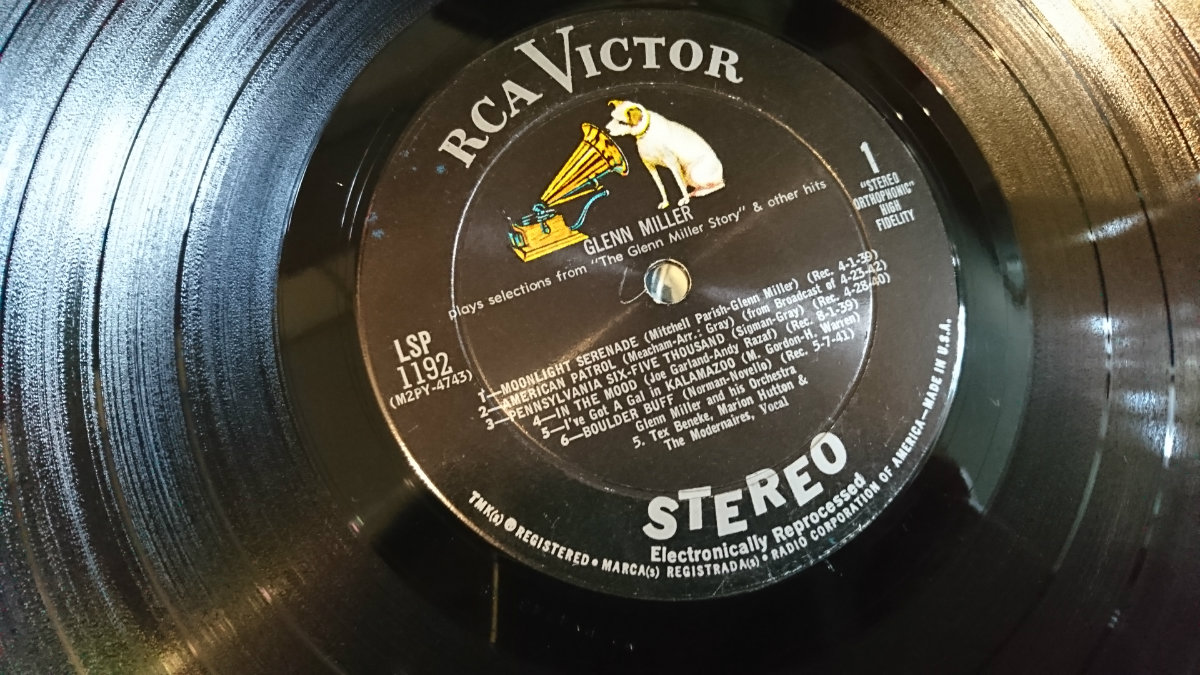 RCA VICTOR
1
"STEREO
ORTHOPHONIC"
HIGH
FIDELITY
GLENN MILLER
plays selections from "The Glenn Miller Story" & other hits
LSP
1192
(M2PY-4743)
1—MOONLIGHT SERENADE (Mitchell Parish-Glenn Miller) (Rec. 4-1-39)
2—AMERICAN PATROL (Meacham-Arr.: Gray) (from Broadcast of 4-23-42)
3—PENNSYLVANIA SIX-FIVE THOUSAND (Sigman-Gray) (Rec. 4-28-40)
4—IN THE MOOD (Joe Garland-Andy Razaf) (Rec. 8-1-39)
5—I've Got A Gal in KALAMAZOO (M. Gordon-H. Warren)
6—BOULDER BUFF (Norman-Novello) (Rec. 5-7-41)
Glenn Miller and his Orchestra
5. Tex Beneke, Marion Hutton &
The Modernaires, Vocal
STEREO
Electronically Reprocessed
TMK(s) ® REGISTERED • MARCA(s) REGISTRADA(s) • RADIO CORPORATION OF AMERICA—MADE IN U.S.A.